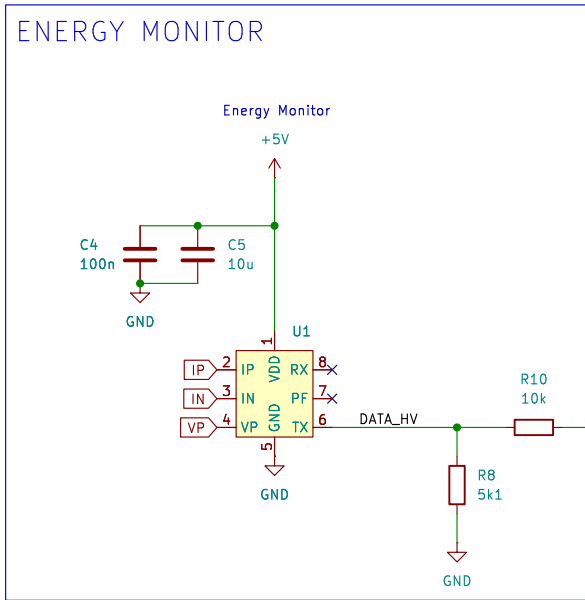 ENERGY MONITOR
Energy Monitor
+5V
C4
100n
C5
10u
GND
U1
1
VDD
IP
2
IP
RX
8
IN
3
IN
PF
7
VP
4
VP
GND
TX
6
DATA_HV
5
GND
R10
10k
R8
5k1
GND